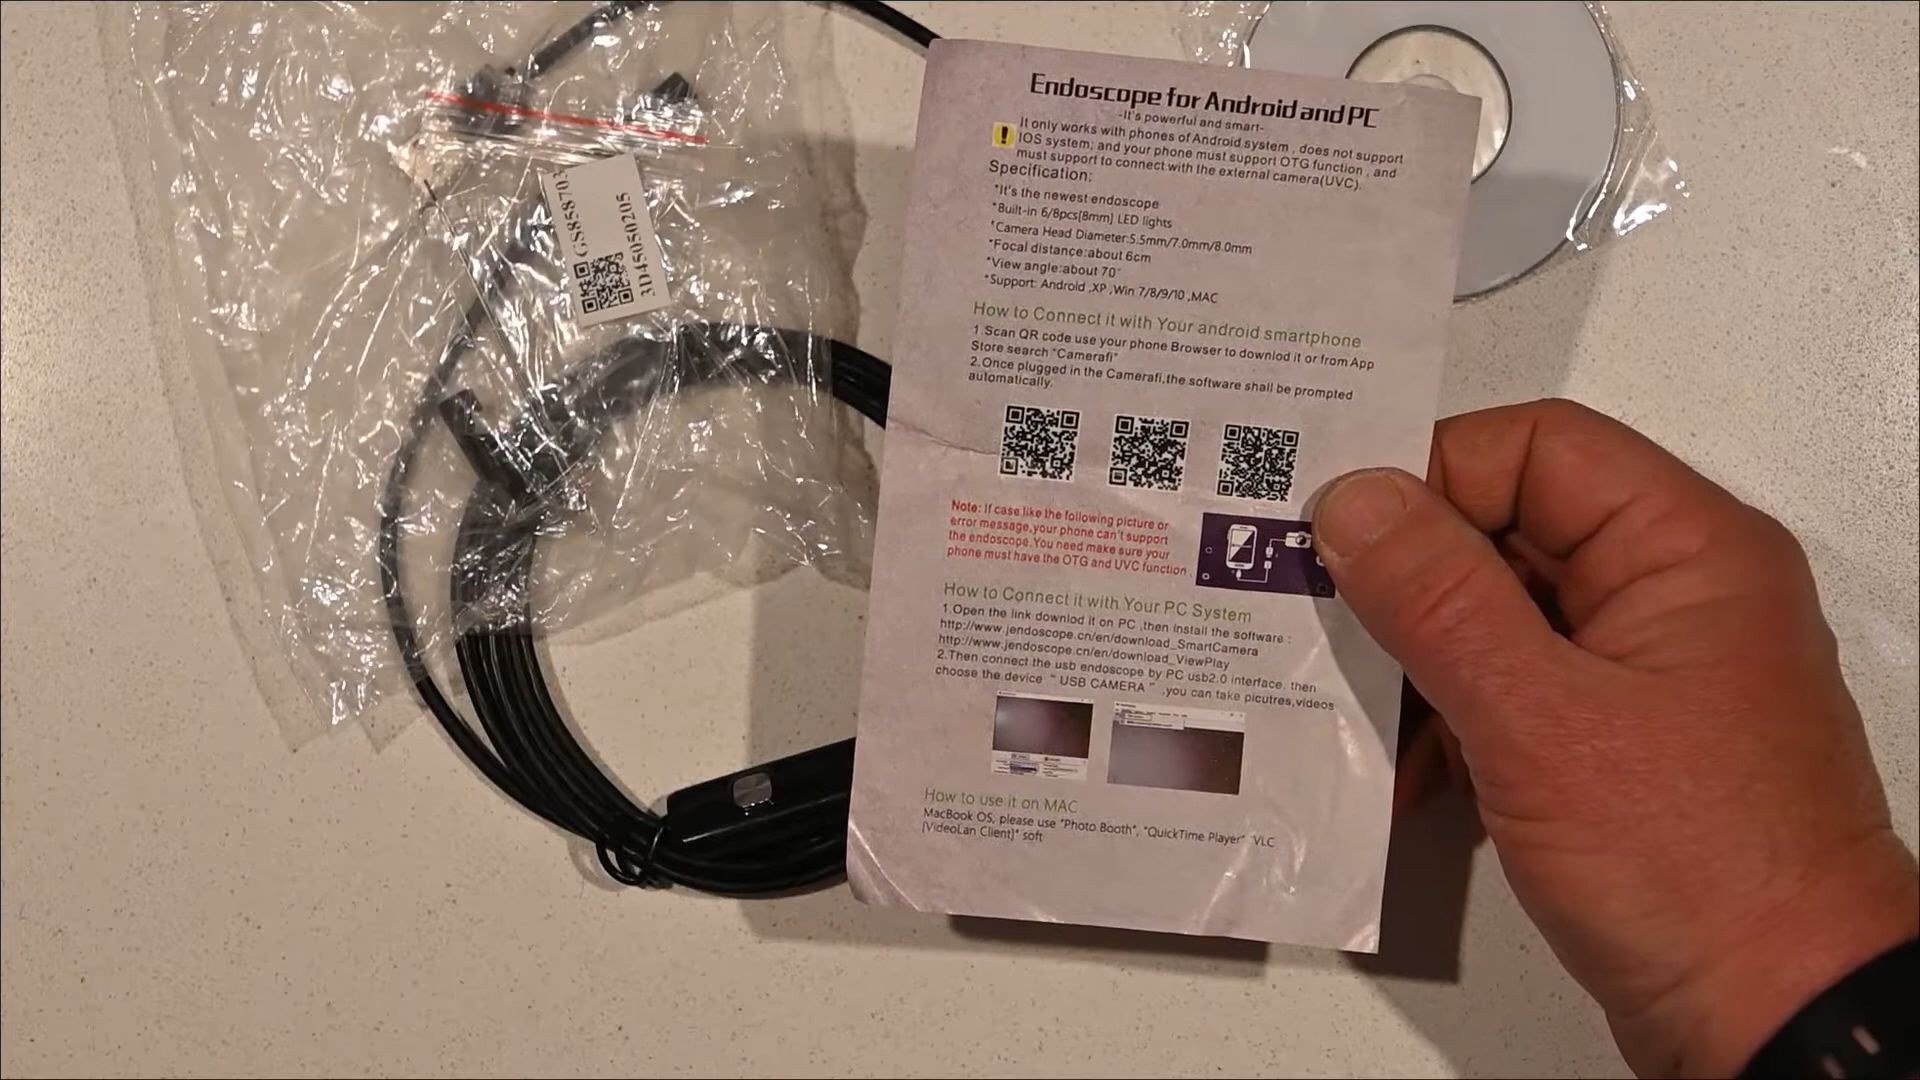 Endoscope for Android and PC
-It's powerful and smart-
It only works with phones of Android system , does not support
IOS system; and your phone must support OTG function , and
must support to connect with the external camera(UVC).
Specification:
*It's the newest endoscope
*Built-in 6/8pcs[8mm] LED lights
*Camera Head Diameter:5.5mm/7.0mm/8.0mm
*Focal distance:about 6cm
*View angle:about 70°
*Support: Android ,XP ,Win 7/8/9/10 ,MAC
How to Connect it with Your android smartphone
1.Scan QR code use your phone Browser to downlod it or from App
Store search "Camerafi"
2.Once plugged in the Camerafi,the software shall be prompted
automatically.
Note: If case like the following picture or
error message,your phone can't support
the endoscope.You need make sure your
phone must have the OTG and UVC function .
How to Connect it with Your PC System
1.Open the link downlod it on PC ,then install the software :
http://www.jendoscope.cn/en/download_SmartCamera
http://www.jendoscope.cn/en/download_ViewPlay
2.Then connect the usb endoscope by PC usb2.0 interface, then
choose the device " USB CAMERA " ,you can take picutres,videos
How to use it on MAC
MacBook OS, please use "Photo Booth", "QuickTime Player" VLC
[VideoLan Client]" soft
GS858703
3D45050205